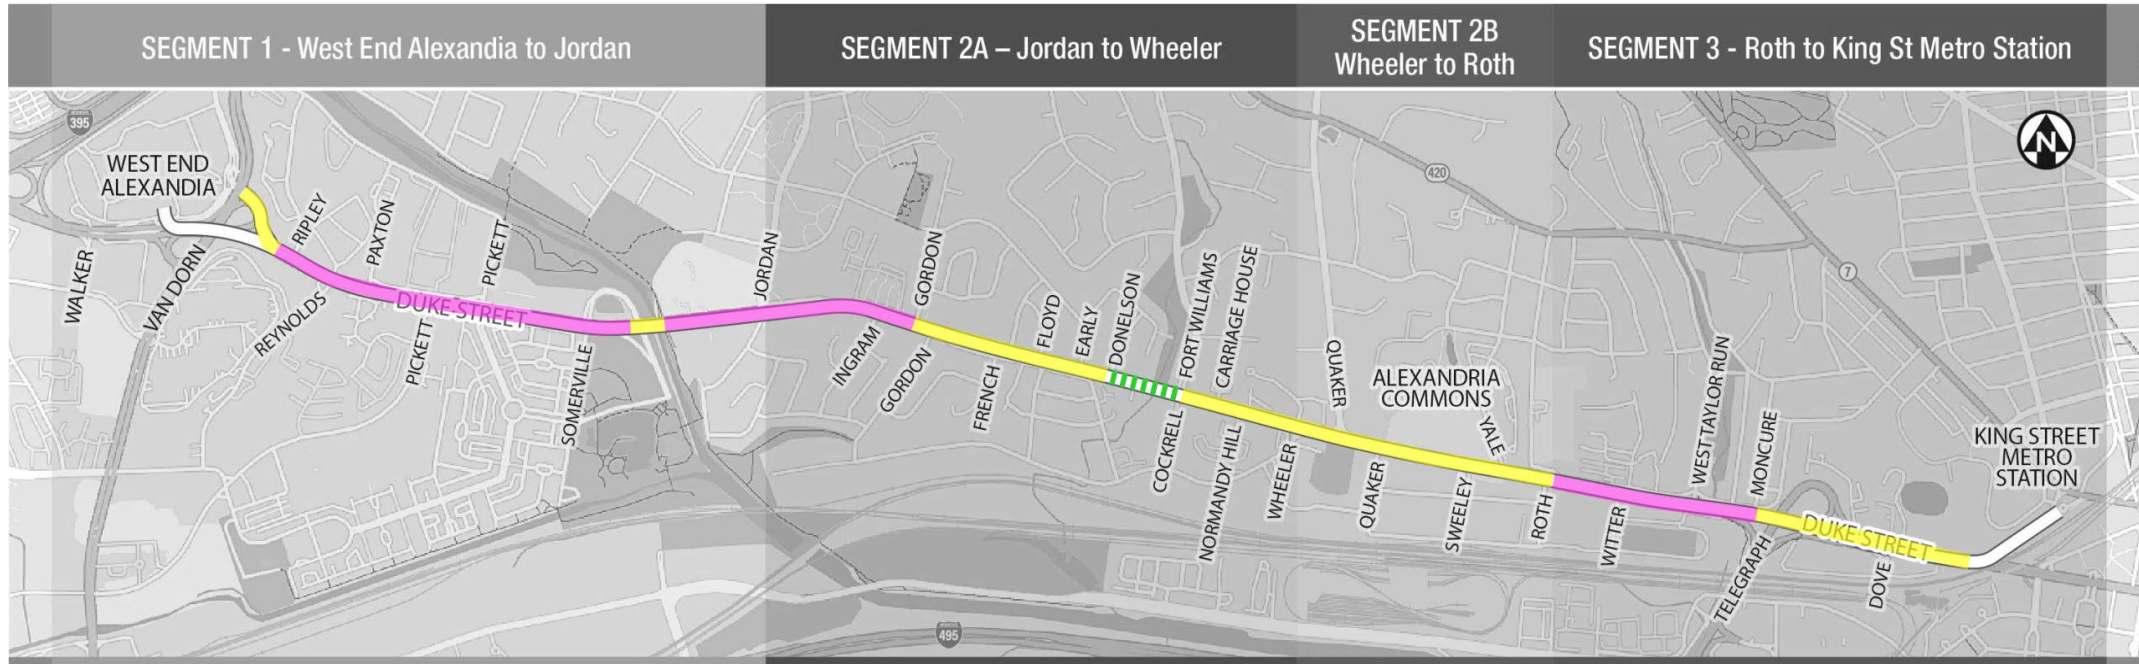 SEGMENT 1 - West End Alexandia to Jordan
SEGMENT 2A – Jordan to Wheeler
SEGMENT 2B
Wheeler to Roth
SEGMENT 3 - Roth to King St Metro Station
395
WEST END
ALEXANDIA
N
420
7
495
WALKER
VAN DORN
RIPLEY
REYNOLDS
PAXTON
DUKE STREET
PICKETT
PICKETT
SOMERVILLE
JORDAN
INGRAM
GORDON
GORDON
FRENCH
FLOYD
EARLY
DONELSON
COCKRELL
FORT WILLIAMS
NORMANDY HILL
CARRIAGE HOUSE
WHEELER
QUAKER
QUAKER
ALEXANDRIA
COMMONS
SWEELEY
YALE
ROTH
WITTER
WEST TAYLOR RUN
TELEGRAPH
MONCURE
DUKE STREET
DOVE
KING STREET
METRO
STATION